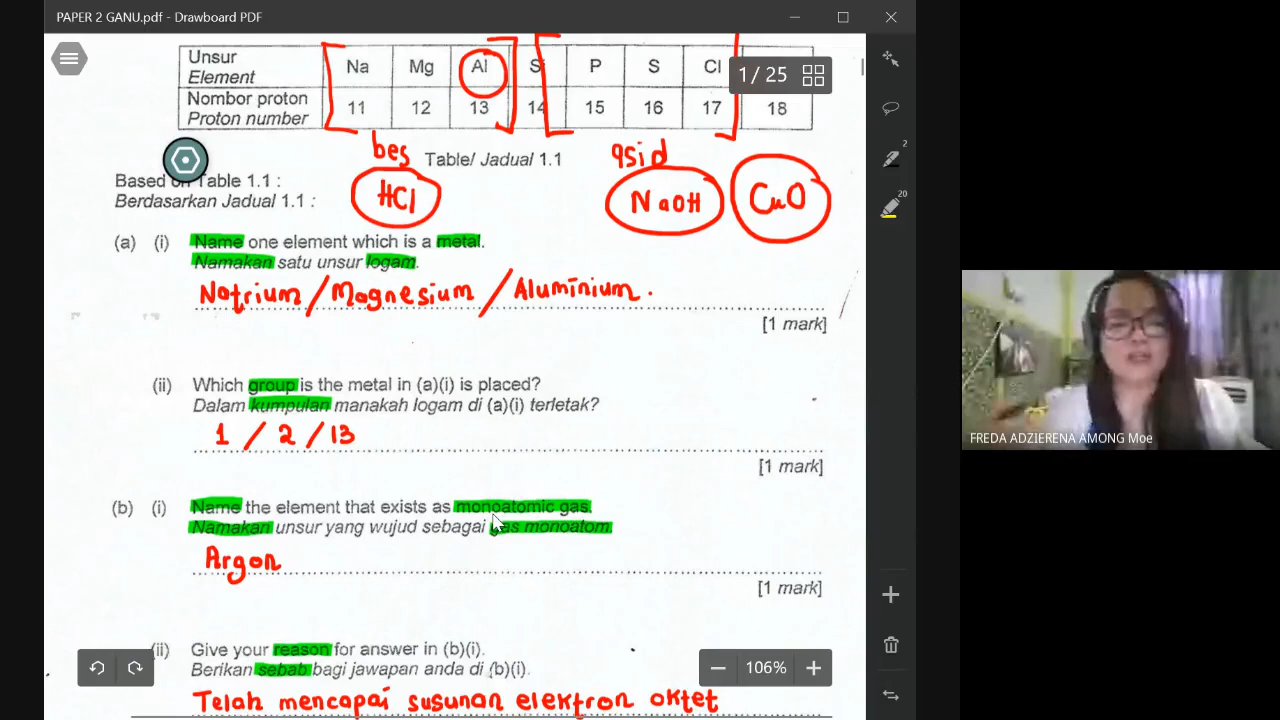 PAPER 2 GANU.pdf - Drawboard PDF
Unsur Na Mg Al Si P S Cl
Element
Nombor proton 11 12 13 14 15 16 17 18
Proton number
1 / 25
2
20
bes Table/ Jadual 1.1 asid
HCl NaOH CuO
Based on Table 1.1 :
Berdasarkan Jadual 1.1 :
(a) (i) Name one element which is a metal.
Namakan satu unsur logam.
Natrium / Magnesium / Aluminium.
[1 mark]
(ii) Which group is the metal in (a)(i) is placed?
Dalam kumpulan manakah logam di (a)(i) terletak?
1 / 2 / 13
[1 mark]
(b) (i) Name the element that exists as monoatomic gas.
Namakan unsur yang wujud sebagai gas monoatom
Argon
[1 mark]
(ii) Give your reason for answer in (b)(i).
Berikan sebab bagi jawapan anda di (b)(i).
Telah mencapai susunan elektron oktet
106%
FREDA ADZIERENA AMONG Moe